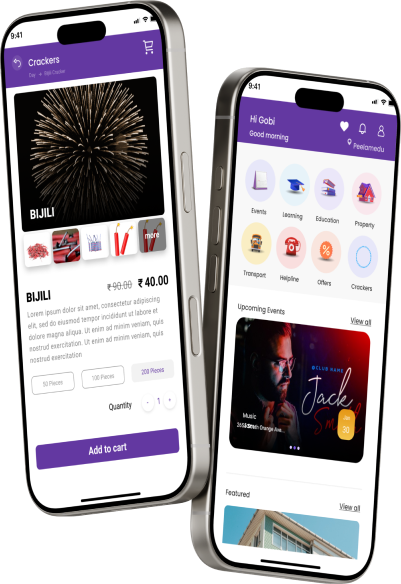 9:41
Crackers
BIJILI
more
BIJILI
₹ 90.00 ₹ 40.00
Lorem ipsum dolor sit amet, consectetur adipiscing
elit, sed do eiusmod tempor incididunt ut labore et
dolore magna aliqua. Ut enim ad minim veniam, quis
nostrud exercitation. Ut enim ad minim veniam, quis
nostrud exercitation
50 Pieces 100 Pieces 200 Pieces
Quantity - 1 +
Add to cart
9:41
Hi Gobi
Good morning
Peelamedu
Events Learning Education Property
Transport Helpline Offers Crackers
Upcoming Events View all
CLUB NAME
Jack
Music
30
Featured View all